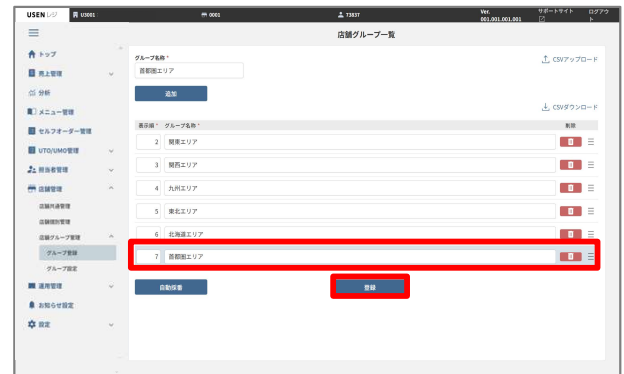 USEN レジ U3001 0001 73837 Ver. 001.001.001.001 サポートサイト ログアウト
店舗グループ一覧
トップ
売上管理
分析
メニュー管理
セルフオーダー管理
UTO/UMO管理
担当者管理
店舗管理
店舗共通管理
店舗個別管理
店舗グループ管理
グループ登録
グループ設定
運用管理
お知らせ設定
設定
グループ名称 *
首都圏エリア
CSVアップロード
追加
CSVダウンロード
表示順 * グループ名称 * 削除
2 関東エリア
3 関西エリア
4 九州エリア
5 東北エリア
6 北海道エリア
7 首都圏エリア
自動採番 登録